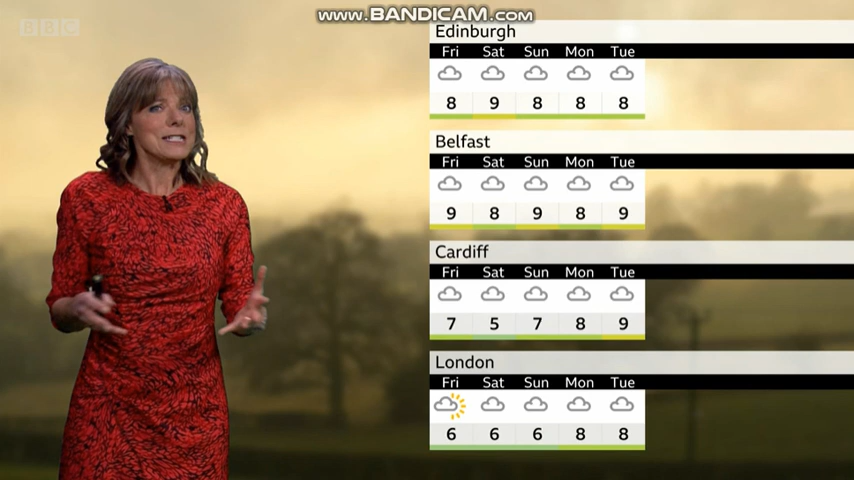 www.BANDICAM.com
BBC
Edinburgh
Fri Sat Sun Mon Tue
8 9 8 8 8
Belfast
Fri Sat Sun Mon Tue
9 8 9 8 9
Cardiff
Fri Sat Sun Mon Tue
7 5 7 8 9
London
Fri Sat Sun Mon Tue
6 6 6 8 8